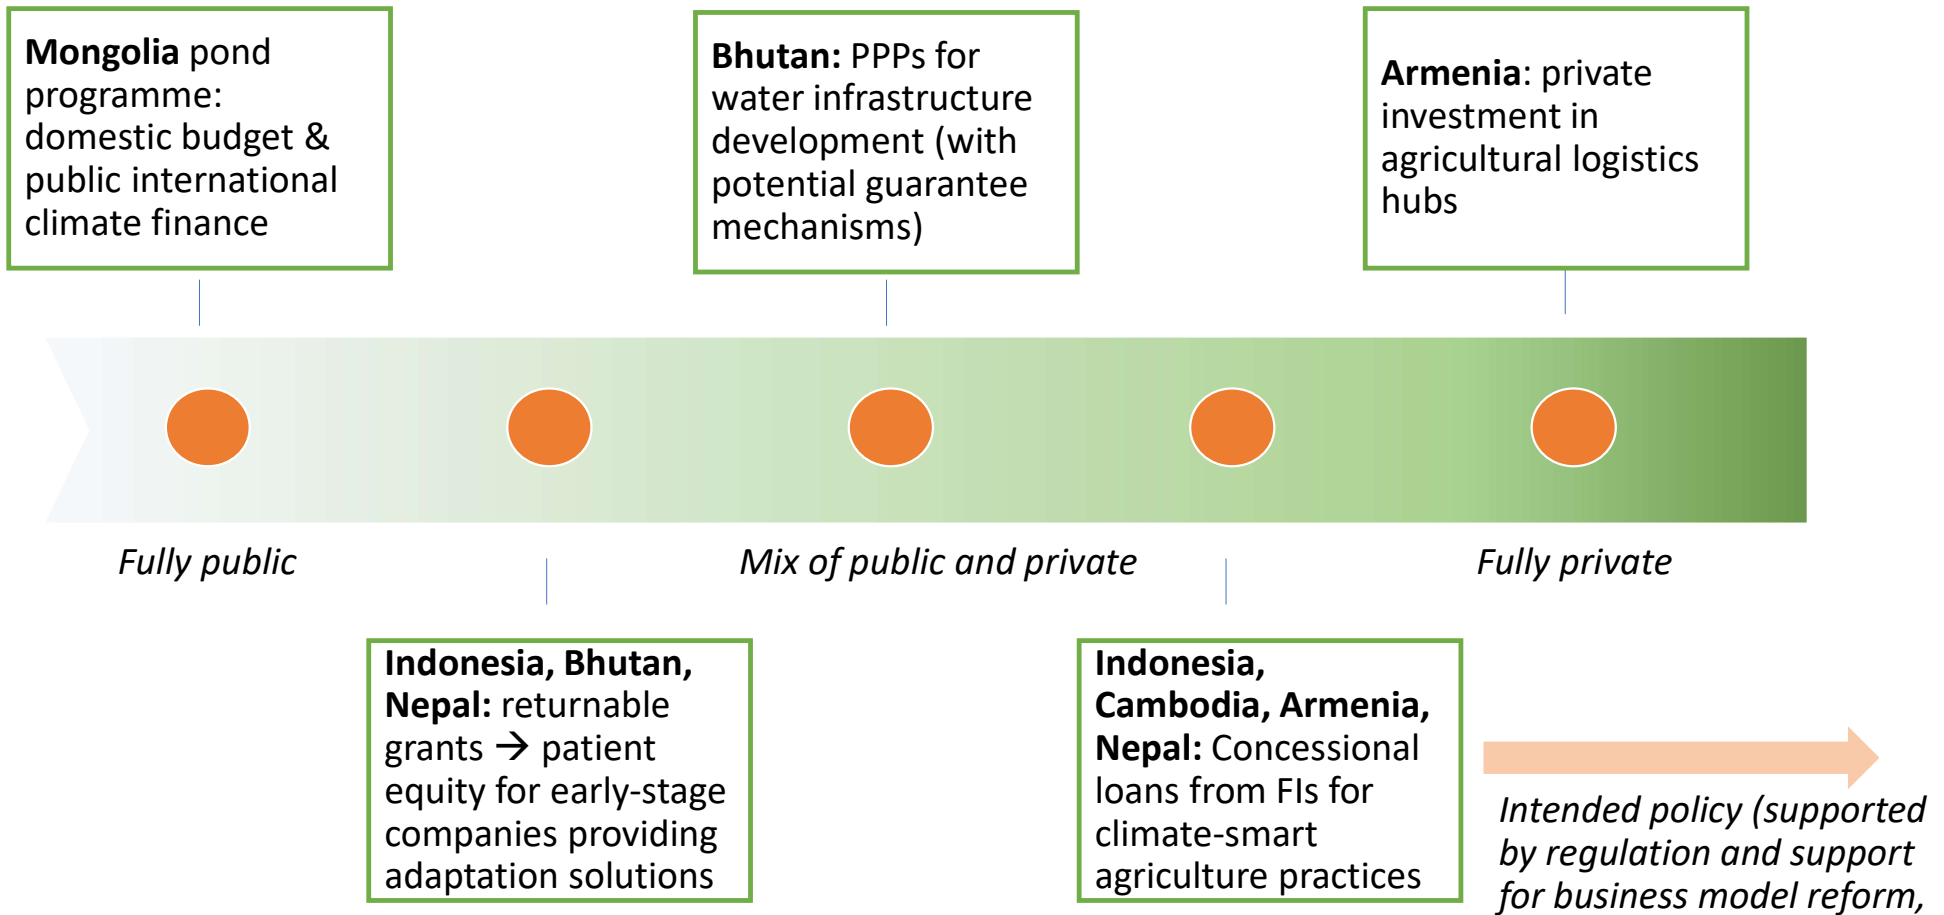 Mongolia pond
programme:
domestic budget &
public international
climate finance
Bhutan: PPPs for
water infrastructure
development (with
potential guarantee
mechanisms)
Armenia: private
investment in
agricultural logistics
hubs
Fully public
Mix of public and private
Fully private
Indonesia, Bhutan,
Nepal: returnable
grants → patient
equity for early-stage
companies providing
adaptation solutions
Indonesia,
Cambodia, Armenia,
Nepal: Concessional
loans from FIs for
climate-smart
agriculture practices
Intended policy (supported
by regulation and support
for business model reform,